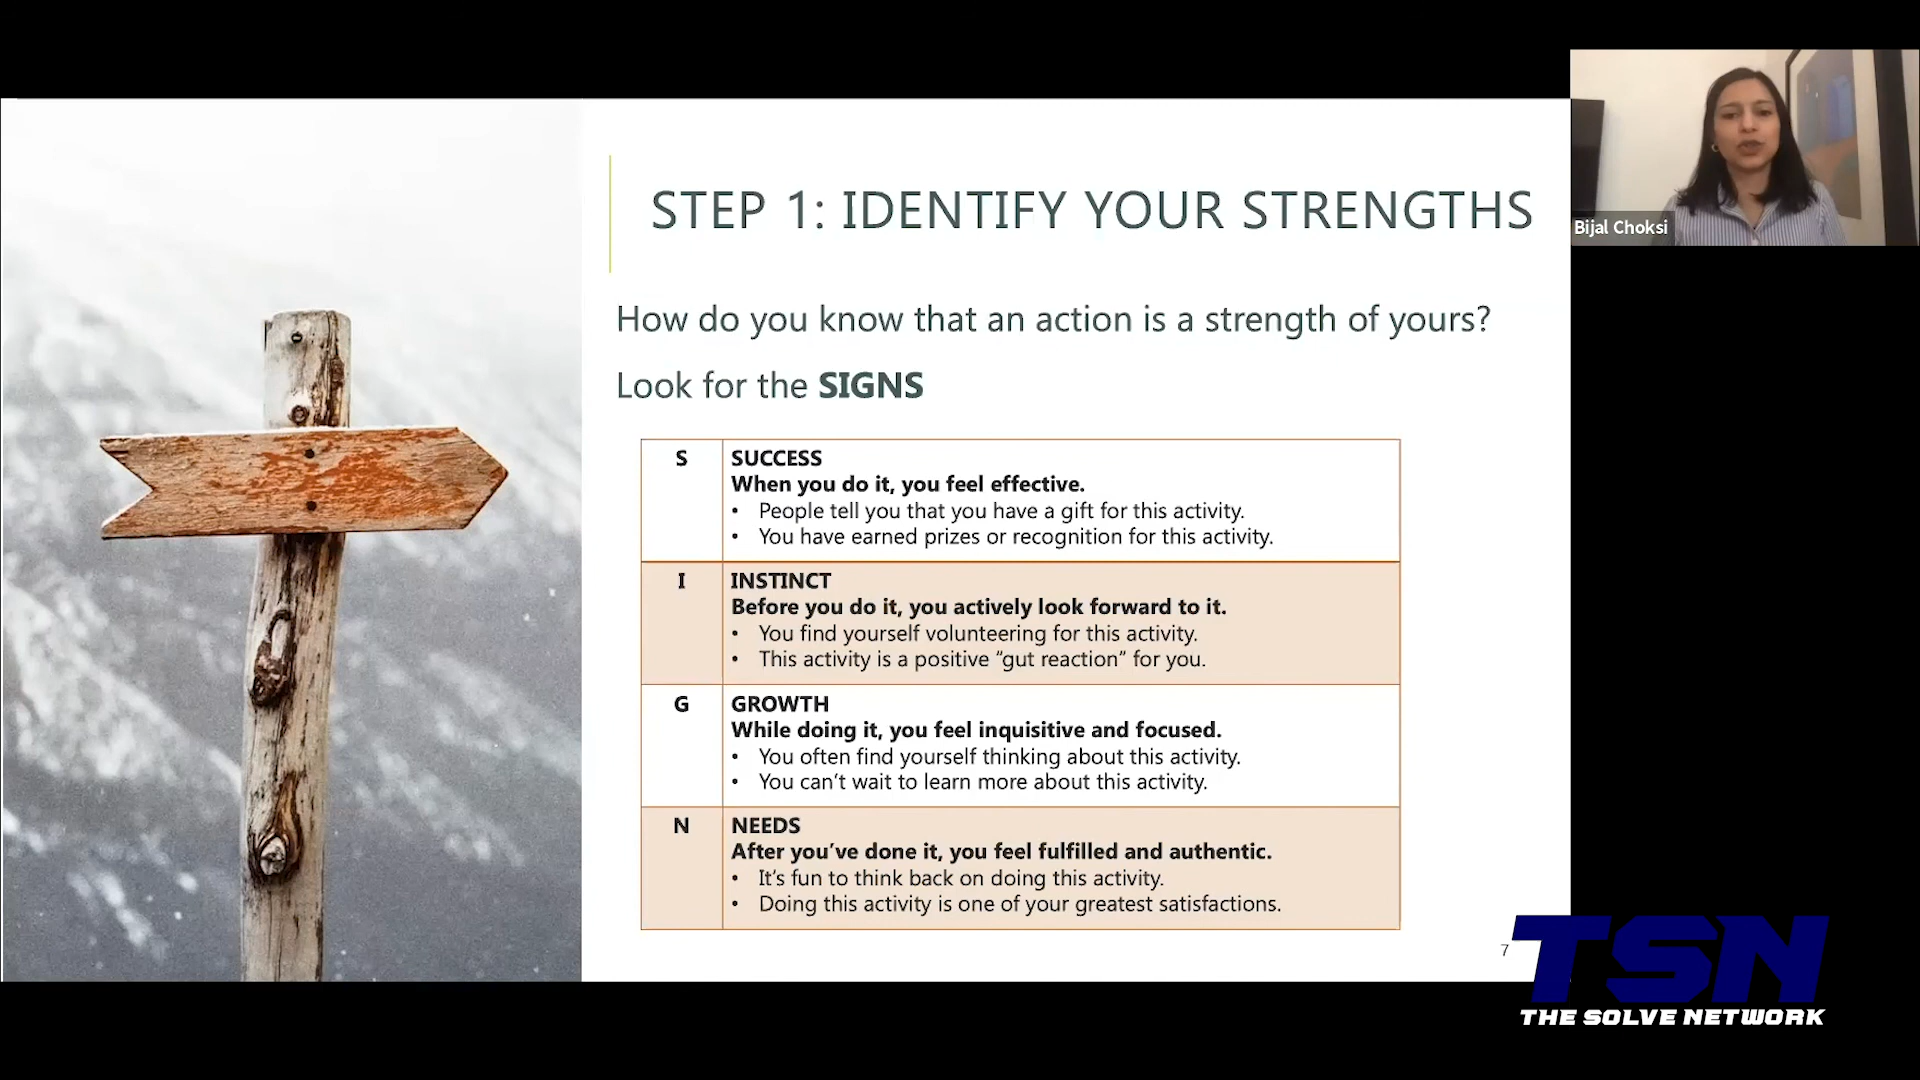 STEP 1: IDENTIFY YOUR STRENGTHS
Bijal Choksi
How do you know that an action is a strength of yours?
Look for the SIGNS
S
SUCCESS
When you do it, you feel effective.
• People tell you that you have a gift for this activity.
• You have earned prizes or recognition for this activity.
I
INSTINCT
Before you do it, you actively look forward to it.
• You find yourself volunteering for this activity.
• This activity is a positive “gut reaction” for you.
G
GROWTH
While doing it, you feel inquisitive and focused.
• You often find yourself thinking about this activity.
• You can’t wait to learn more about this activity.
N
NEEDS
After you’ve done it, you feel fulfilled and authentic.
• It’s fun to think back on doing this activity.
• Doing this activity is one of your greatest satisfactions.
7
TSN
THE SOLVE NETWORK